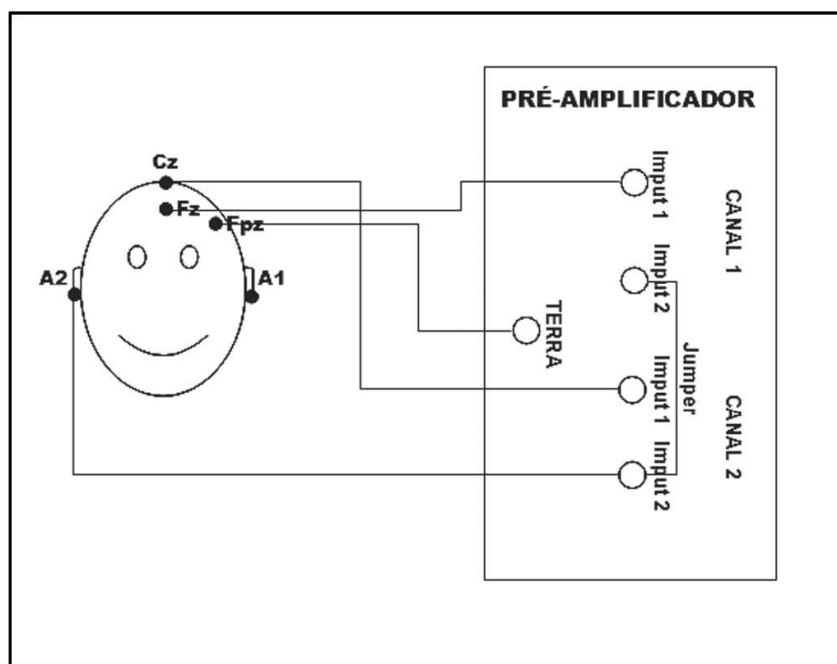 PRÉ-AMPLIFICADOR
Cz
Fz
Fpz
A2
A1
Imput 1
CANAL 1
Imput 2
TERRA
Jumper
Imput 1
CANAL 2
Imput 2